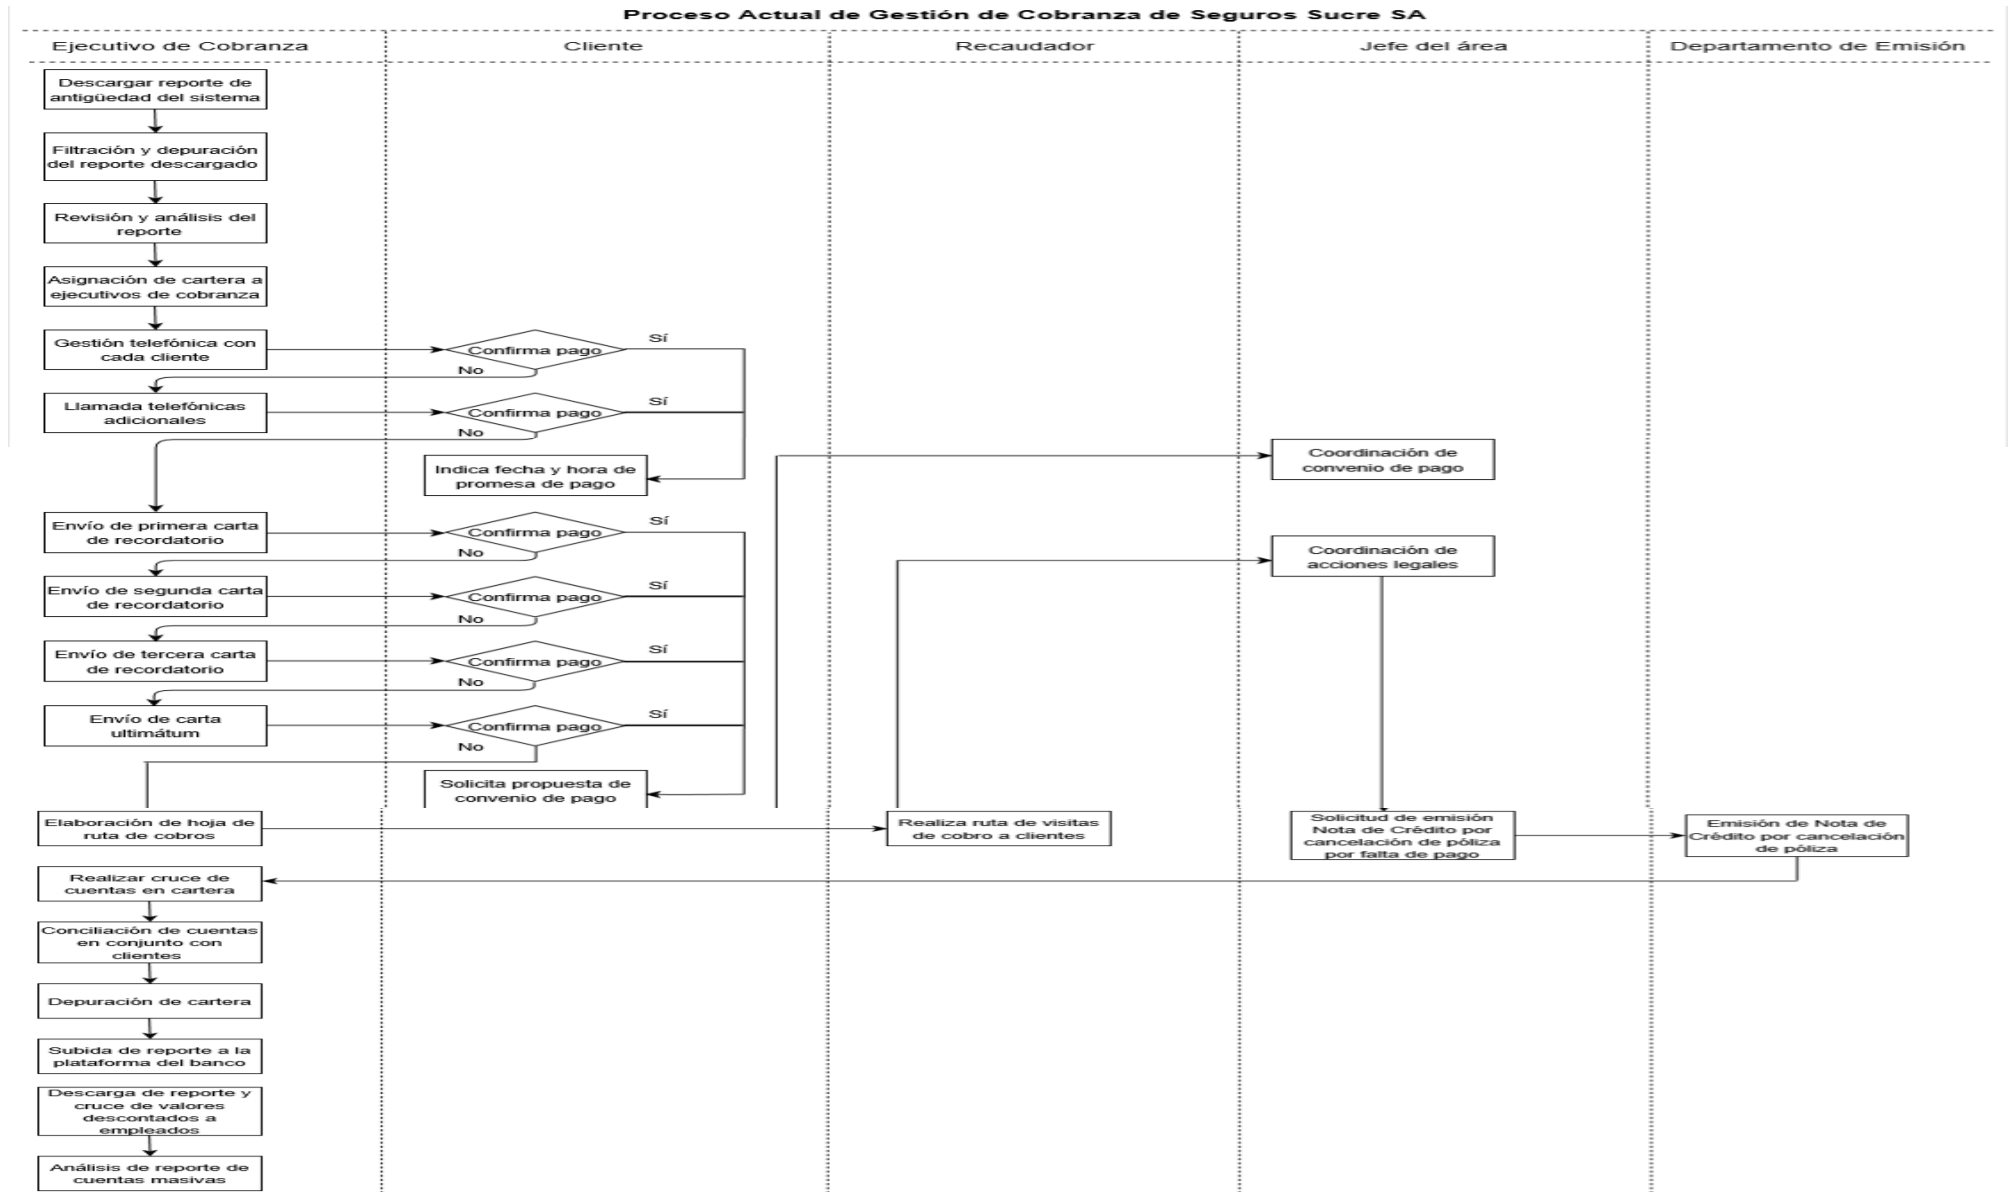 Proceso Actual de Gestión de Cobranza de Seguros Sucre SA
Ejecutivo de Cobranza
Cliente
Recaudador
Jefe del área
Departamento de Emisión
Descargar reporte de
antigüedad del sistema
Filtración y depuración
del reporte descargado
Revisión y análisis del
reporte
Asignación de cartera a
ejecutivos de cobranza
Gestión telefónica con
cada cliente
Confirma pago
Sí
No
Llamada telefónicas
adicionales
Confirma pago
Sí
No
Indica fecha y hora de
promesa de pago
Coordinación de
convenio de pago
Envío de primera carta
de recordatorio
Confirma pago
Sí
No
Coordinación de
acciones legales
Envío de segunda carta
de recordatorio
Confirma pago
Sí
No
Envío de tercera carta
de recordatorio
Confirma pago
Sí
No
Envío de carta
ultimátum
Confirma pago
Sí
No
Solicita propuesta de
convenio de pago
Elaboración de hoja de
ruta de cobros
Realiza ruta de visitas
de cobro a clientes
Solicitud de emisión
Nota de Crédito por
cancelación de póliza
por falta de pago
Emisión de Nota de
Crédito por cancelación
de póliza
Realizar cruce de
cuentas en cartera
Conciliación de cuentas
en conjunto con
clientes
Depuración de cartera
Subida de reporte a la
plataforma del banco
Descarga de reporte y
cruce de valores
descontados a
empleados
Análisis de reporte de
cuentas masivas